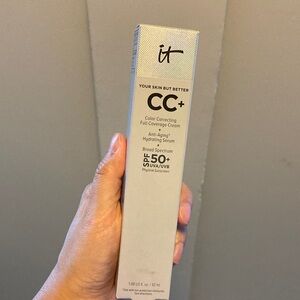 it
YOUR SKIN BUT BETTER
CC+
Color Correcting
Full Coverage Cream
+
Anti-Aging
Hydrating Serum
+
Broad Spectrum
SPF 50+
UVA/UVB
Physical Sunscreen